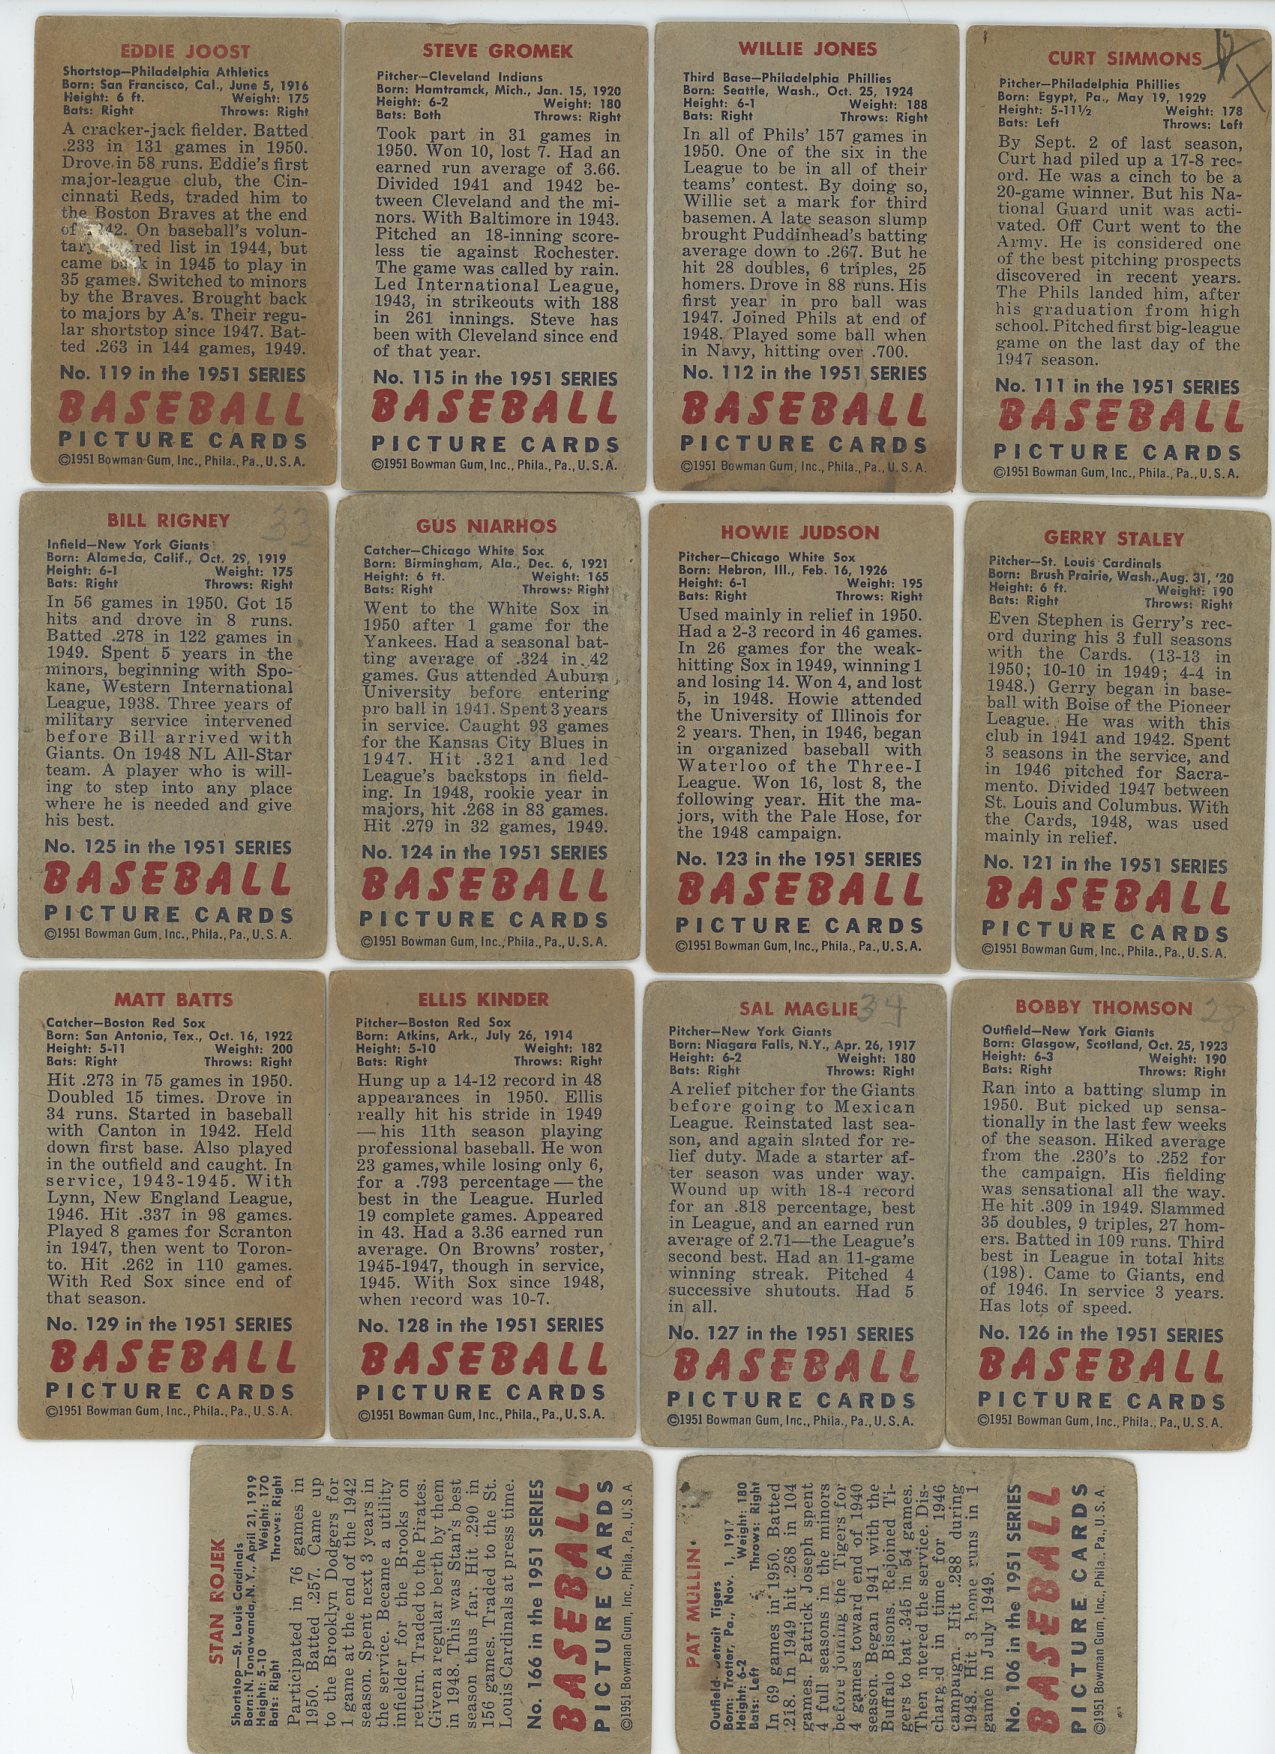 EDDIE JOOST
Shortstop—Philadelphia Athletics
Born: San Francisco, Cal., June 5, 1916
Height: 6 ft. Weight: 175
Bats: Right Throws: Right
A cracker-jack fielder. Batted
.233 in 131 games in 1950.
Drove in 58 runs. Eddie's first
major-league club, the Cin-
cinnati Reds, traded him to
the Boston Braves at the end
of 42. On baseball's volun-
red list in 1944, but
came back in 1945 to play in
35 games. Switched to minors
by the Braves. Brought back
to majors by A's. Their regu-
lar shortstop since 1947. Bat-
ted .263 in 144 games, 1949.
No. 119 in the 1951 SERIES
BASEBALL
PICTURE CARDS
©1951 Bowman Gum, Inc., Phila., Pa., U.S.A.
STEVE GROMEK
Pitcher—Cleveland Indians
Born: Hamtramck, Mich., Jan. 15, 1920
Height: 6-2 Weight: 180
Bats: Both Throws: Right
Took part in 31 games in
1950. Won 10, lost 7. Had an
earned run average of 3.66.
Divided 1941 and 1942 be-
tween Cleveland and the mi-
nors. With Baltimore in 1943.
Pitched an 18-inning score-
less tie against Rochester.
The game was called by rain.
Led International League,
1943, in strikeouts with 188
in 261 innings. Steve has
been with Cleveland since end
of that year.
No. 115 in the 1951 SERIES
BASEBALL
PICTURE CARDS
©1951 Bowman Gum, Inc., Phila., Pa., U.S.A.
WILLIE JONES
Third Base—Philadelphia Phillies
Born: Seattle, Wash., Oct. 25, 1924
Height: 6-1 Weight: 188
Bats: Right Throws: Right
In all of Phils' 157 games in
1950. One of the six in the
League to be in all of their
teams' contest. By doing so,
Willie set a mark for third
basemen. A late season slump
brought Puddinhead's batting
average down to .267. But he
hit 28 doubles, 6 triples, 25
homers. Drove in 88 runs. His
first year in pro ball was
1947. Joined Phils at end of
1948. Played some ball when
in Navy, hitting over .700.
No. 112 in the 1951 SERIES
BASEBALL
PICTURE CARDS
©1951 Bowman Gum, Inc., Phila., Pa., U.S.A.
CURT SIMMONS
Pitcher—Philadelphia Phillies
Born: Egypt, Pa., May 19, 1929
Height: 5-11½ Weight: 178
Bats: Left Throws: Left
By Sept. 2 of last season,
Curt had piled up a 17-8 rec-
ord. He was a cinch to be a
20-game winner. But his Na-
tional Guard unit was acti-
vated. Off Curt went to the
Army. He is considered one
of the best pitching prospects
discovered in recent years.
The Phils landed him, after
his graduation from high
school. Pitched first big-league
game on the last day of the
1947 season.
No. 111 in the 1951 SERIES
BASEBALL
PICTURE CARDS
©1951 Bowman Gum, Inc., Phila., Pa., U.S.A.
BILL RIGNEY 33
Infield—New York Giants
Born: Alameda, Calif., Oct. 29, 1919
Height: 6-1 Weight: 175
Bats: Right Throws: Right
In 56 games in 1950. Got 15
hits and drove in 8 runs.
Batted .278 in 122 games in
1949. Spent 5 years in the
minors, beginning with Spo-
kane, Western International
League, 1938. Three years of
military service intervened
before Bill arrived with
Giants. On 1948 NL All-Star
team. A player who is will-
ing to step into any place
where he is needed and give
his best.
No. 125 in the 1951 SERIES
BASEBALL
PICTURE CARDS
©1951 Bowman Gum, Inc., Phila., Pa., U.S.A.
GUS NIARHOS
Catcher—Chicago White Sox
Born: Birmingham, Ala., Dec. 6, 1921
Height: 6 ft. Weight: 165
Bats: Right Throws: Right
Went to the White Sox in
1950 after 1 game for the
Yankees. Had a seasonal bat-
ting average of .324 in 42
games. Gus attended Auburn
University before entering
pro ball in 1941. Spent 3 years
in service. Caught 93 games
for the Kansas City Blues in
1947. Hit .321 and led
League's backstops in field-
ing. In 1948, rookie year in
majors, hit .268 in 83 games.
Hit .279 in 32 games, 1949.
No. 124 in the 1951 SERIES
BASEBALL
PICTURE CARDS
©1951 Bowman Gum, Inc., Phila., Pa., U.S.A.
HOWIE JUDSON
Pitcher—Chicago White Sox
Born: Hebron, Ill., Feb. 16, 1926
Height: 6-1 Weight: 195
Bats: Right Throws: Right
Used mainly in relief in 1950.
Had a 2-3 record in 46 games.
In 26 games for the weak-
hitting Sox in 1949, winning 1
and losing 14. Won 4, and lost
5, in 1948. Howie attended
the University of Illinois for
2 years. Then, in 1946, began
in organized baseball with
Waterloo of the Three-I
League. Won 16, lost 8, the
following year. Hit the ma-
jors, with the Pale Hose, for
the 1948 campaign.
No. 123 in the 1951 SERIES
BASEBALL
PICTURE CARDS
©1951 Bowman Gum, Inc., Phila., Pa., U.S.A.
GERRY STALEY
Pitcher—St. Louis Cardinals
Born: Brush Prairie, Wash., Aug. 31, '20
Height: 6 ft. Weight: 190
Bats: Right Throws: Right
Even Stephen is Gerry's rec-
ord during his 3 full seasons
with the Cards. (13-13 in
1950; 10-10 in 1949; 4-4 in
1948.) Gerry began in base-
ball with Boise of the Pioneer
League. He was with this
club in 1941 and 1942. Spent
3 seasons in the service, and
in 1946 pitched for Sacra-
mento. Divided 1947 between
St. Louis and Columbus. With
the Cards, 1948, was used
mainly in relief.
No. 121 in the 1951 SERIES
BASEBALL
PICTURE CARDS
©1951 Bowman Gum, Inc., Phila., Pa., U.S.A.
MATT BATTS
Catcher—Boston Red Sox
Born: San Antonio, Tex., Oct. 16, 1922
Height: 5-11 Weight: 200
Bats: Right Throws: Right
Hit .273 in 75 games in 1950.
Doubled 15 times. Drove in
34 runs. Started in baseball
with Canton in 1942. Held
down first base. Also played
in the outfield and caught. In
service, 1943-1945. With
Lynn, New England League,
1946. Hit .337 in 98 games.
Played 8 games for Scranton
in 1947, then went to Toron-
to. Hit .262 in 110 games.
With Red Sox since end of
that season.
No. 129 in the 1951 SERIES
BASEBALL
PICTURE CARDS
©1951 Bowman Gum, Inc., Phila., Pa., U.S.A.
ELLIS KINDER
Pitcher—Boston Red Sox
Born: Atkins, Ark., July 26, 1914
Height: 5-10 Weight: 182
Bats: Right Throws: Right
Hung up a 14-12 record in 48
appearances in 1950. Ellis
really hit his stride in 1949
—his 11th season playing
professional baseball. He won
23 games, while losing only 6,
for a .793 percentage—the
best in the League. Hurled
19 complete games. Appeared
in 43. Had a 3.36 earned run
average. On Browns' roster,
1945-1947, though in service,
1945. With Sox since 1948,
when record was 10-7.
No. 128 in the 1951 SERIES
BASEBALL
PICTURE CARDS
©1951 Bowman Gum, Inc., Phila., Pa., U.S.A.
SAL MAGLIE 34
Pitcher—New York Giants
Born: Niagara Falls, N.Y., Apr. 26, 1917
Height: 6-2 Weight: 180
Bats: Right Throws: Right
A relief pitcher for the Giants
before going to Mexican
League. Reinstated last sea-
son, and again slated for re-
lief duty. Made a starter af-
ter season was under way.
Wound up with 18-4 record
for an .818 percentage, best
in League, and an earned run
average of 2.71—the League's
second best. Had an 11-game
winning streak. Pitched 4
successive shutouts. Had 5
in all.
No. 127 in the 1951 SERIES
BASEBALL
PICTURE CARDS
©1951 Bowman Gum, Inc., Phila., Pa., U.S.A.
BOBBY THOMSON 28
Outfield—New York Giants
Born: Glasgow, Scotland, Oct. 25, 1923
Height: 6-3 Weight: 190
Bats: Right Throws: Right
Ran into a batting slump in
1950. But picked up sensa-
tionally in the last few weeks
of the season. Hiked average
from the .230's to .252 for
the campaign. His fielding
was sensational all the way.
He hit .309 in 1949. Slammed
35 doubles, 9 triples, 27 hom-
ers. Batted in 109 runs. Third
best in League in total hits
(198). Came to Giants, end
of 1946. In service 3 years.
Has lots of speed.
No. 126 in the 1951 SERIES
BASEBALL
PICTURE CARDS
©1951 Bowman Gum, Inc., Phila., Pa., U.S.A.
STAN ROJEK
Shortstop—St. Louis Cardinals
Born: N. Tonawanda, N.Y., April 21, 1919
Height: 5-10 Weight: 170
Bats: Right Throws: Right
Participated in 76 games in
1950. Batted .257. Came up
to the Brooklyn Dodgers for
1 game at the end of the 1942
season. Spent next 3 years in
the service. Became a utility
infielder for the Brooks on
return. Traded to the Pirates.
Given a regular berth by them
in 1948. This was Stan's best
season thus far. Hit .290 in
156 games. Traded to the St.
Louis Cardinals at press time.
No. 166 in the 1951 SERIES
BASEBALL
PICTURE CARDS
©1951 Bowman Gum, Inc., Phila., Pa., U.S.A.
PAT MULLIN
Outfield—Detroit Tigers
Born: Trotter, Pa., Nov. 1, 1917
Height: 6-2 Weight: 180
Bats: Left Throws: Right
In 69 games in 1950. Batted
.218. In 1949 hit .268 in 104
games. Patrick Joseph spent
4 full seasons in the minors
before joining the Tigers for
4 games toward end of 1940
season. Began 1941 with the
Buffalo Bisons. Rejoined Ti-
gers to bat .345 in 54 games.
Then intered the service. Dis-
charged in time for 1946
campaign. Hit .288 during
1948. Hit 3 home runs in 1
game in July 1949.
No. 106 in the 1951 SERIES
BASEBALL
PICTURE CARDS
©1951 Bowman Gum, Inc., Phila., Pa., U.S.A.